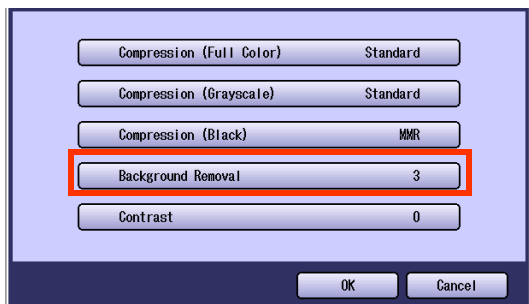 Compression (Full Color) Standard
Compression (Grayscale) Standard
Compression (Black) MMR
Background Removal 3
Contrast 0
OK Cancel